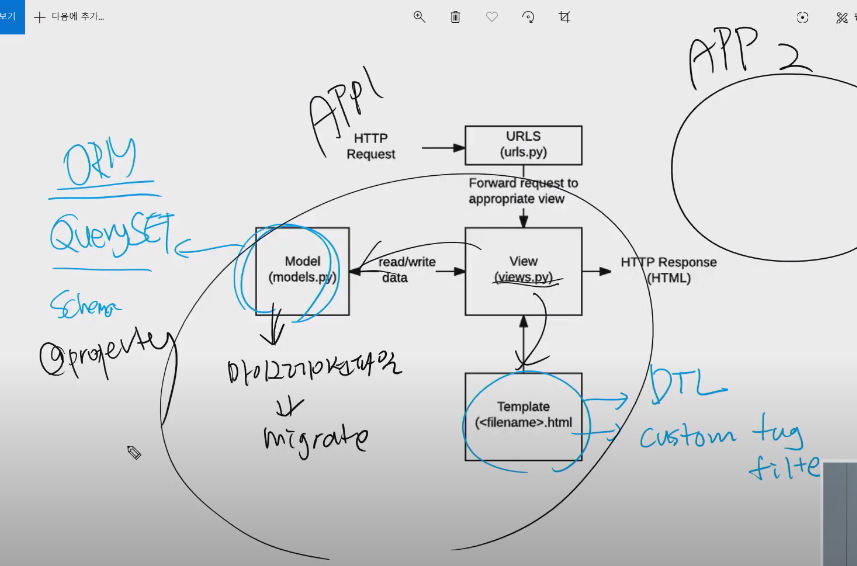 보기
다음에 추가...
APP1
APP 2
HTTP
Request
URLS
(urls.py)
Forward request to
appropriate view
ORM
QuerySET
Schema
@property
Model
(models.py)
read/write
data
View
(views.py)
HTTP Response
(HTML)
마이그레이션파일
migrate
Template
(<filename>.html
DTL
custom tag
filte